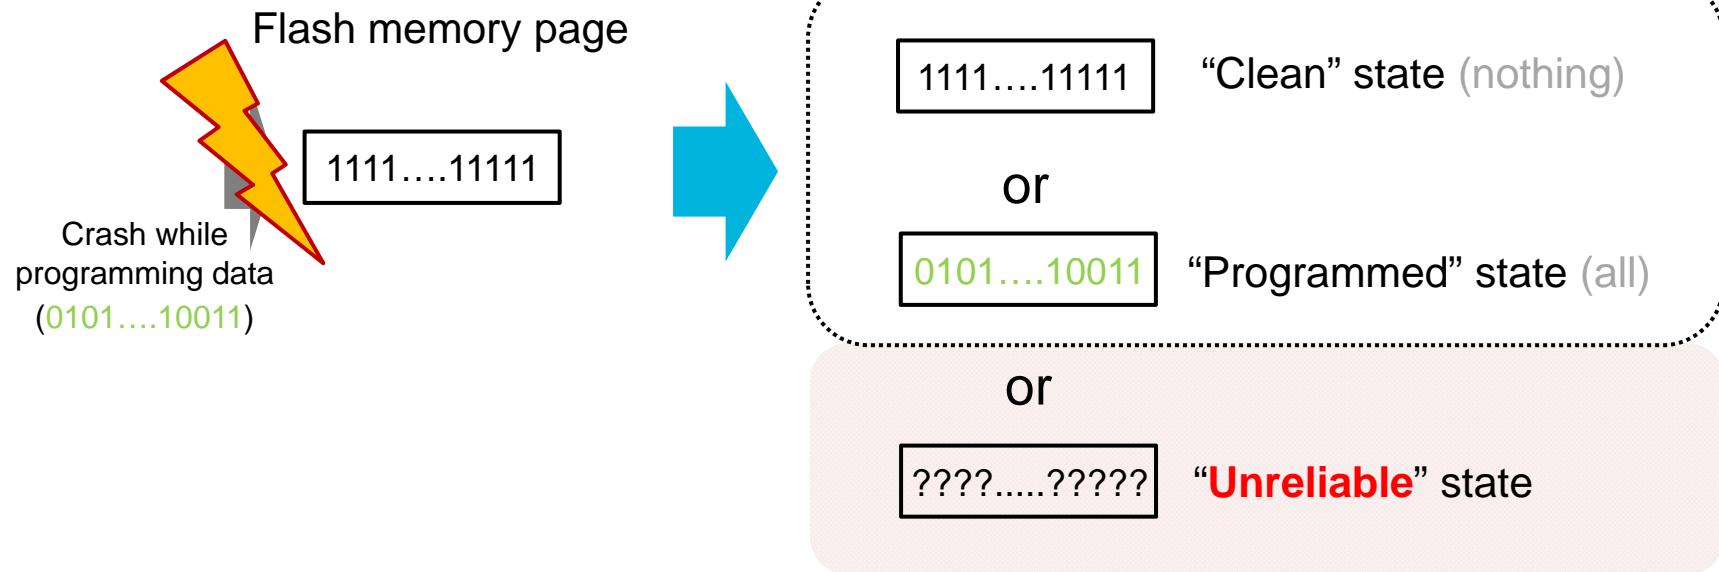 Flash memory page
1111....11111
Crash while
programming data
(0101....10011)
1111....11111
“Clean” state (nothing)
or
0101....10011
“Programmed” state (all)
or
????.....?????
“Unreliable” state